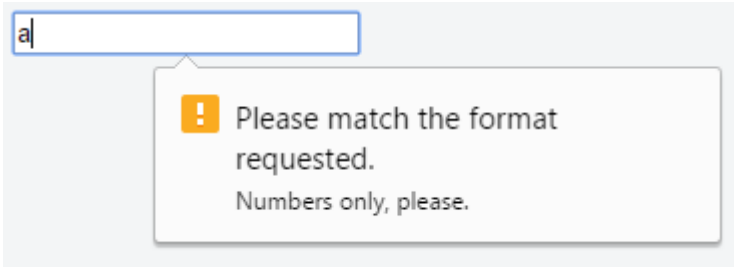 a
Please match the format
requested.
Numbers only, please.